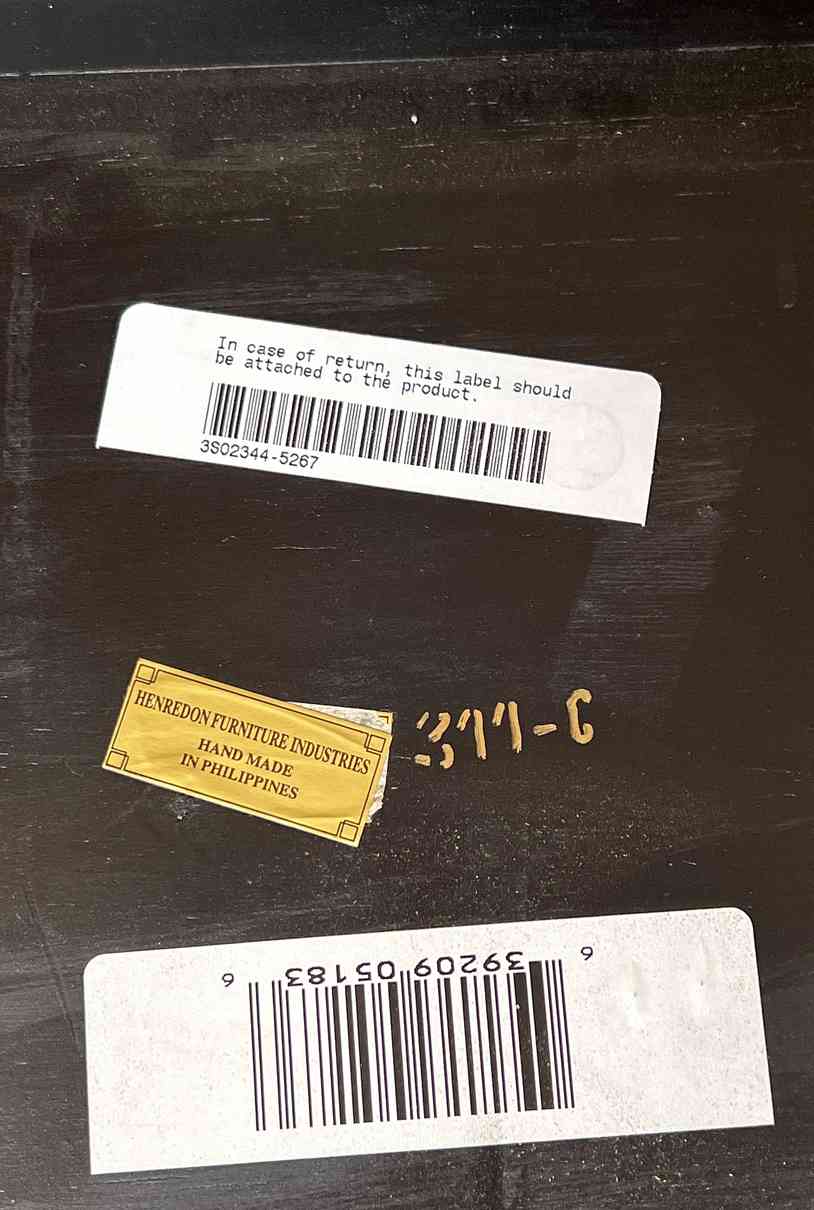 In case of return, this label should
be attached to the product.
3S02344-5267
HENREDON FURNITURE INDUSTRIES
HAND MADE
IN PHILIPPINES
6 39209 05183 6